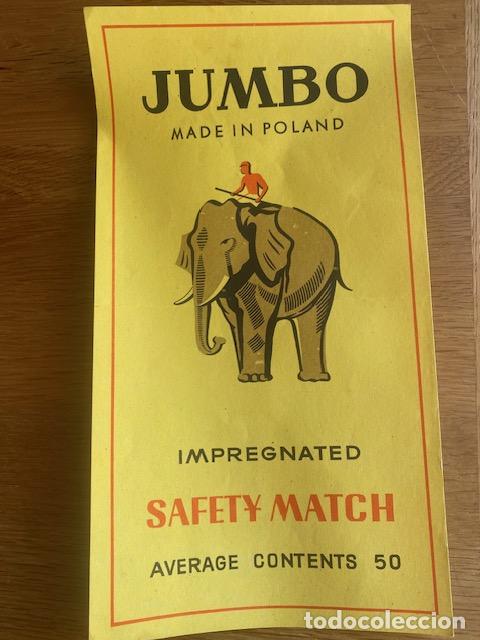 JUMBO
MADE IN POLAND
IMPREGNATED
SAFETY MATCH
AVERAGE CONTENTS 50
todocoleccion